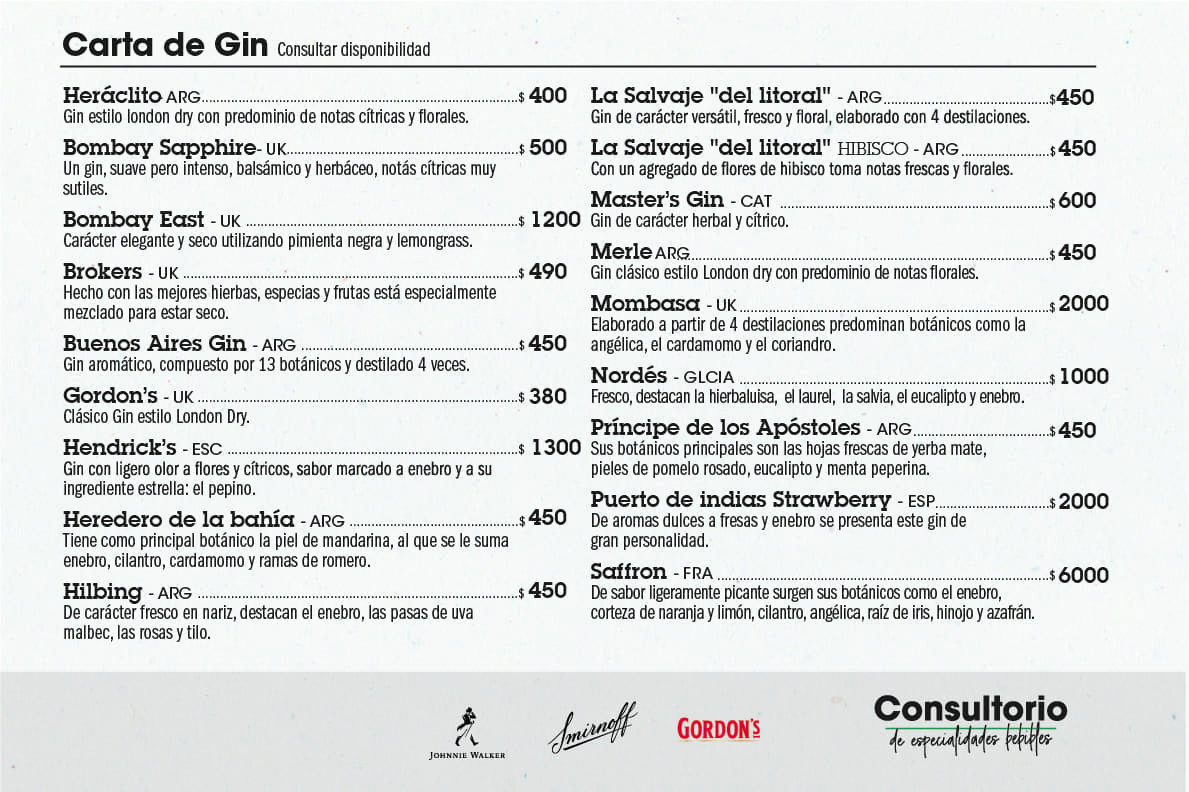 Carta de Gin Consultar disponibilidad
Heráclito ARG........$ 400
Gin estilo london dry con predominio de notas cítricas y florales.
Bombay Sapphire- UK........$ 500
Un gin, suave pero intenso, balsámico y herbáceo, notás cítricas muy
sutiles.
Bombay East - UK ........$ 1200
Carácter elegante y seco utilizando pimienta negra y lemongrass.
Brokers - UK ........$ 490
Hecho con las mejores hierbas, especias y frutas está especialmente
mezclado para estar seco.
Buenos Aires Gin - ARG ........$ 450
Gin aromático, compuesto por 13 botánicos y destilado 4 veces.
Gordon's - UK ........$ 380
Clásico Gin estilo London Dry.
Hendrick's - ESC ........$ 1300
Gin con ligero olor a flores y cítricos, sabor marcado a enebro y a su
ingrediente estrella: el pepino.
Heredero de la bahía - ARG ........$ 450
Tiene como principal botánico la piel de mandarina, al que se le suma
enebro, cilantro, cardamomo y ramas de romero.
Hilbing - ARG ........$ 450
De carácter fresco en nariz, destacan el enebro, las pasas de uva
malbec, las rosas y tilo.
La Salvaje "del litoral" - ARG........$450
Gin de carácter versátil, fresco y floral, elaborado con 4 destilaciones.
La Salvaje "del litoral" HIBISCO - ARG........$ 450
Con un agregado de flores de hibisco toma notas frescas y florales.
Master's Gin - CAT ........$ 600
Gin de carácter herbal y cítrico.
Merle ARG........$ 450
Gin clásico estilo London dry con predominio de notas florales.
Mombasa - UK........$ 2000
Elaborado a partir de 4 destilaciones predominan botánicos como la
angélica, el cardamomo y el coriandro.
Nordés - GLCIA ........$ 1000
Fresco, destacan la hierbaluisa, el laurel, la salvia, el eucalipto y enebro.
Príncipe de los Apóstoles - ARG........$ 450
Sus botánicos principales son las hojas frescas de yerba mate,
pieles de pomelo rosado, eucalipto y menta peperina.
Puerto de indias Strawberry - ESP........$ 2000
De aromas dulces a fresas y enebro se presenta este gin de
gran personalidad.
Saffron - FRA ........$ 6000
De sabor ligeramente picante surgen sus botánicos como el enebro,
corteza de naranja y limón, cilantro, angélica, raíz de iris, hinojo y azafrán.
JOHNNIE WALKER
Smirnoff
GORDON'S
Consultorio
de especialidades bebibles